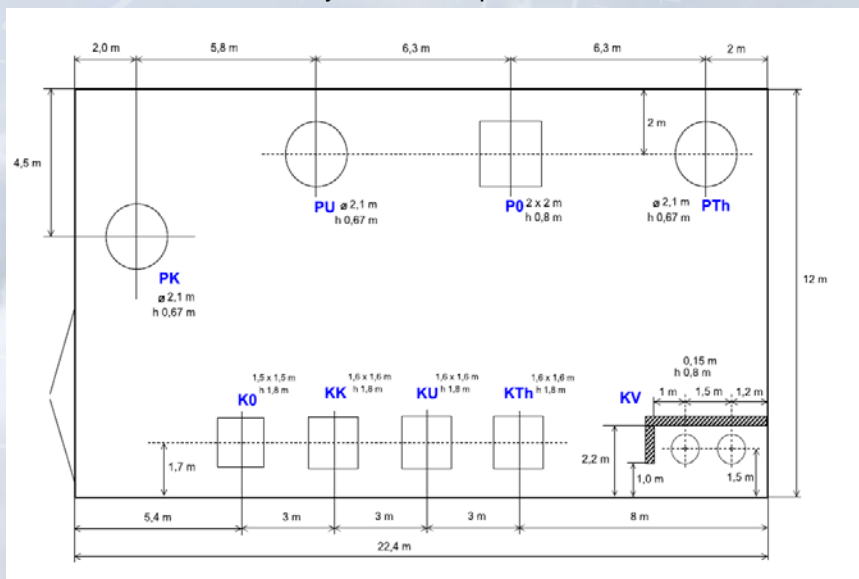 2,0 m
5,8 m
6,3 m
6,3 m
2 m
4,5 m
2 m
PU ø 2,1 m
h 0,67 m
P0 2 x 2 m
h 0,8 m
ø 2,1 m PTh
h 0,67 m
PK
ø 2,1 m
h 0,67 m
12 m
1,5 x 1,5 m
h 1,8 m
K0
1,6 x 1,6 m
h 1,8 m
KK
1,6 x 1,6 m
h 1,8 m
KU
1,6 x 1,6 m
h 1,8 m
KTh
0,15 m
h 0,8 m
KV
1 m
1,5 m
1,2 m
1,7 m
2,2 m
1,0 m
1,5 m
5,4 m
3 m
3 m
3 m
8 m
22,4 m